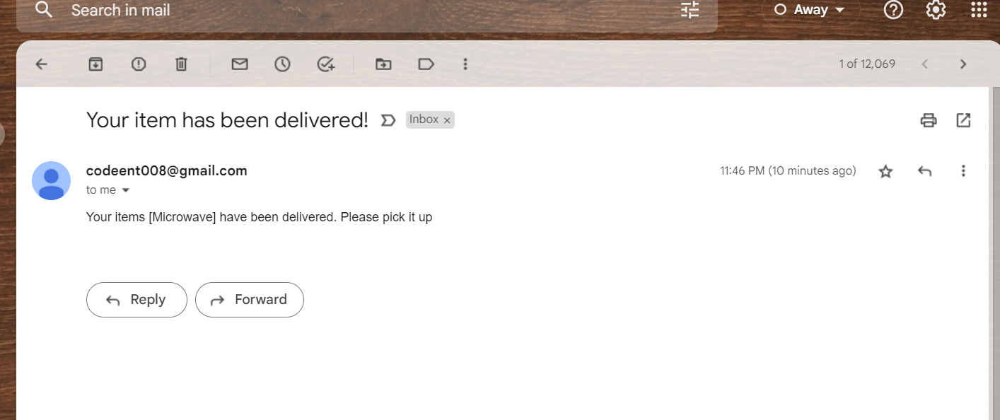 Search in mail
Away
1 of 12,069
Your item has been delivered! Inbox ×
codeent008@gmail.com 11:46 PM (10 minutes ago)
to me
Your items [Microwave] have been delivered. Please pick it up
Reply Forward